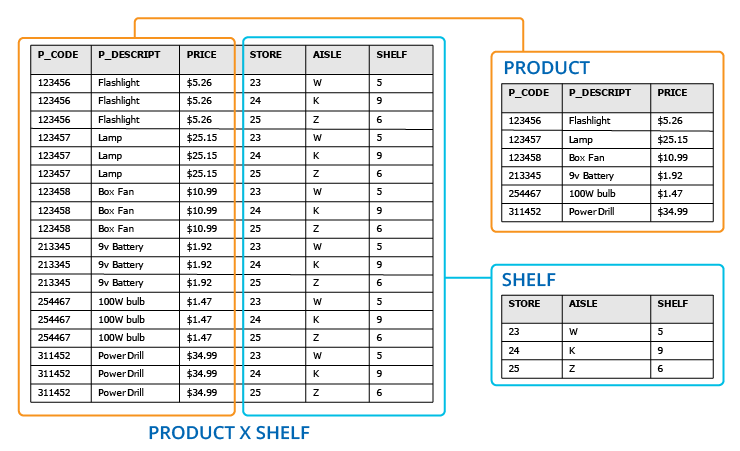 P_CODE P_DESCRIPT PRICE STORE AISLE SHELF
123456 Flashlight $5.26 23 W 5
123456 Flashlight $5.26 24 K 9
123456 Flashlight $5.26 25 Z 6
123457 Lamp $25.15 23 W 5
123457 Lamp $25.15 24 K 9
123457 Lamp $25.15 25 Z 6
123458 Box Fan $10.99 23 W 5
123458 Box Fan $10.99 24 K 9
123458 Box Fan $10.99 25 Z 6
213345 9v Battery $1.92 23 W 5
213345 9v Battery $1.92 24 K 9
213345 9v Battery $1.92 25 Z 6
254467 100W bulb $1.47 23 W 5
254467 100W bulb $1.47 24 K 9
254467 100W bulb $1.47 25 Z 6
311452 Power Drill $34.99 23 W 5
311452 Power Drill $34.99 24 K 9
311452 Power Drill $34.99 25 Z 6
PRODUCT X SHELF
PRODUCT
P_CODE P_DESCRIPT PRICE
123456 Flashlight $5.26
123457 Lamp $25.15
123458 Box Fan $10.99
213345 9v Battery $1.92
254467 100W bulb $1.47
311452 Power Drill $34.99
SHELF
STORE AISLE SHELF
23 W 5
24 K 9
25 Z 6